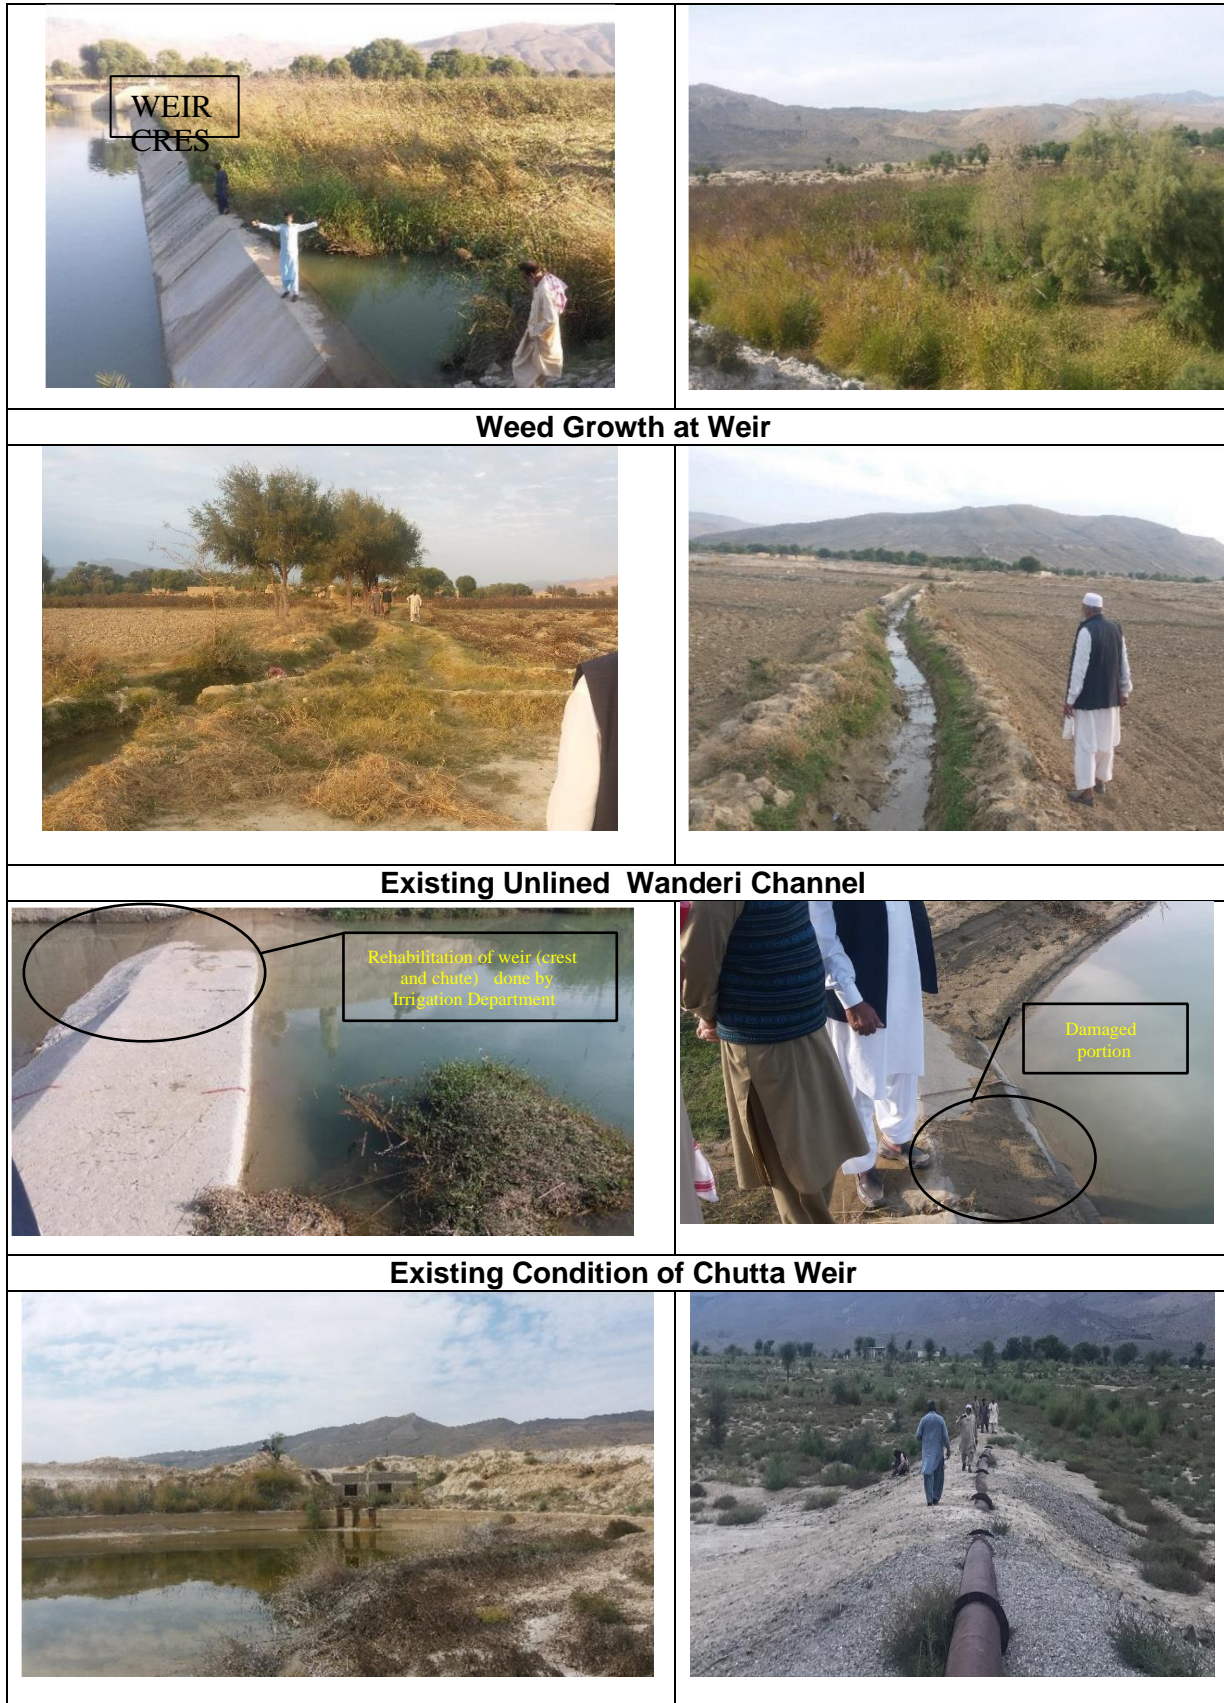 WEIR
CRES
Weed Growth at Weir
Existing Unlined  Wanderi Channel
Rehabilitation of weir (crest
and chute)   done by
Irrigation Department
Damaged
portion
Existing Condition of Chutta Weir